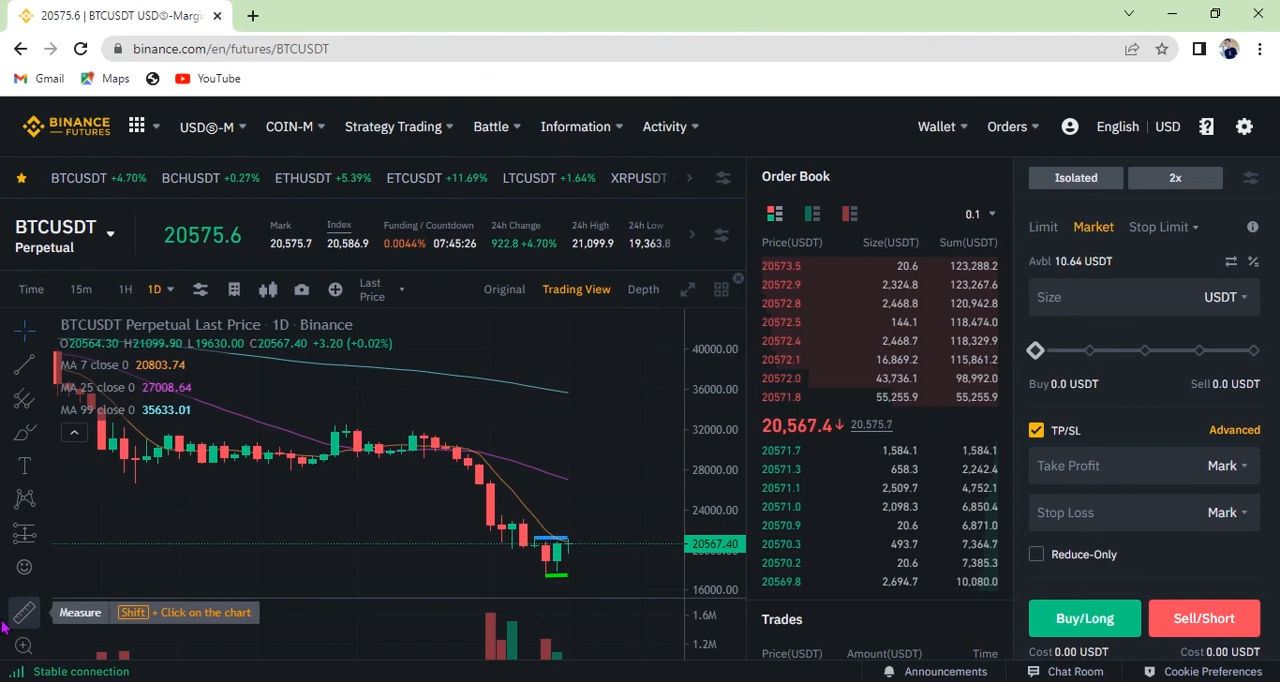 20575.6 | BTCUSDT USDⓈ-Margi
binance.com/en/futures/BTCUSDT
Gmail Maps YouTube
BINANCE FUTURES USDⓈ-M COIN-M Strategy Trading Battle Information Activity Wallet Orders English USD
BTCUSDT +4.70% BCHUSDT +0.27% ETHUSDT +5.39% ETCUSDT +11.69% LTCUSDT +1.64% XRPUSDT
BTCUSDT
Perpetual
20575.6
Mark Index Funding / Countdown 24h Change 24h High 24h Low
20,575.7 20,586.9 0.0044% 07:45:26 922.8 +4.70% 21,099.9 19,363.8
Time 15m 1H 1D Last Price Original Trading View Depth
BTCUSDT Perpetual Last Price · 1D · Binance
O20564.30 H21099.90 L19630.00 C20567.40 +3.20 (+0.02%)
MA 7 close 0 20803.74
MA 25 close 0 27008.64
MA 99 close 0 35633.01
40000.00
36000.00
32000.00
28000.00
24000.00
20567.40
16000.00
1.6M
1.2M
Measure Shift + Click on the chart
Order Book
0.1
Price(USDT) Size(USDT) Sum(USDT)
20573.5 20.6 123,288.2
20572.9 2,324.8 123,267.6
20572.8 2,468.8 120,942.8
20572.5 144.1 118,474.0
20572.4 2,468.7 118,329.9
20572.1 16,869.2 115,861.2
20572.0 43,736.1 98,992.0
20571.8 55,255.9 55,255.9
20,567.4↓ 20,575.7
20571.7 1,584.1 1,584.1
20571.3 658.3 2,242.4
20571.1 2,509.7 4,752.1
20571.0 2,098.3 6,850.4
20570.9 20.6 6,871.0
20570.3 493.7 7,364.7
20570.2 20.6 7,385.3
20569.8 2,694.7 10,080.0
Trades
Price(USDT) Amount(USDT) Time
Isolated 2x
Limit Market Stop Limit
Avbl 10.64 USDT
Size USDT
Buy 0.0 USDT Sell 0.0 USDT
TP/SL Advanced
Take Profit Mark
Stop Loss Mark
Reduce-Only
Buy/Long Sell/Short
Cost 0.00 USDT Cost 0.00 USDT
Stable connection Announcements Chat Room Cookie Preferences